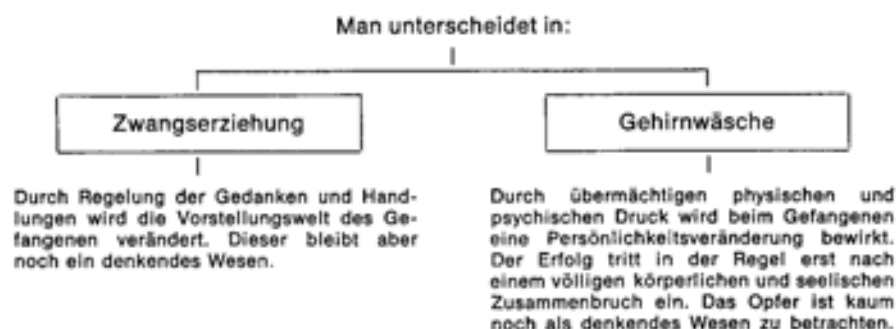 Man unterscheidet in:
Zwangserziehung
Durch Regelung der Gedanken und Hand-
lungen wird die Vorstellungswelt des Ge-
fangenen verändert. Dieser bleibt aber
noch ein denkendes Wesen.
Gehirnwäsche
Durch übermächtigen physischen und
psychischen Druck wird beim Gefangenen
eine Persönlichkeitsveränderung bewirkt.
Der Erfolg tritt in der Regel erst nach
einem völligen körperlichen und seelischen
Zusammenbruch ein. Das Opfer ist kaum
noch als denkendes Wesen zu betrachten.